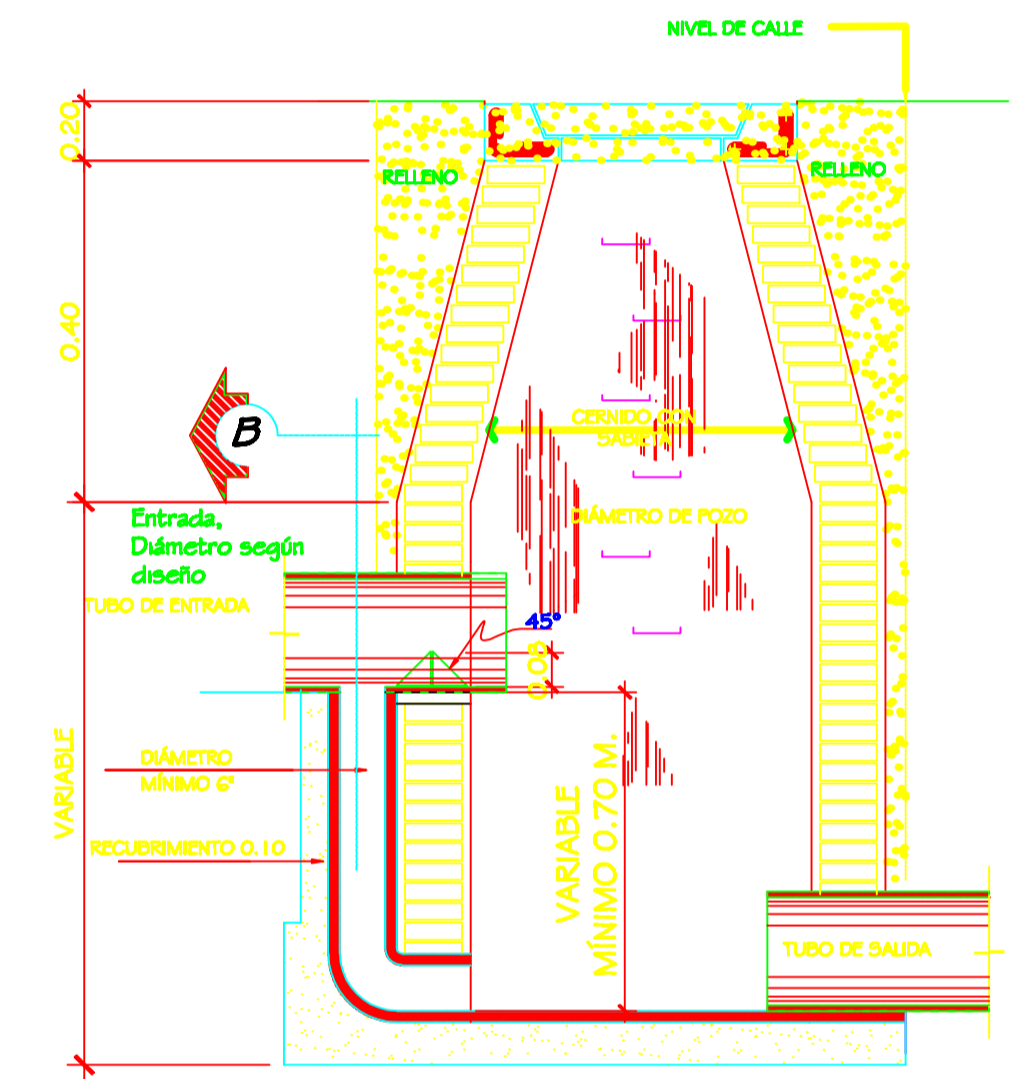 NIVEL DE CALLE
0.20
RELLENO
RELLENO
0.40
B
CERNIDO CON
SABIETA
Entrada,
Diámetro según
diseño
DIÁMETRO DE POZO
TUBO DE ENTRADA
45°
0.08
VARIABLE
DIÁMETRO
MÍNIMO 6"
VARIABLE
MÍNIMO 0.70 M.
RECUBRIMIENTO 0.10
TUBO DE SALIDA